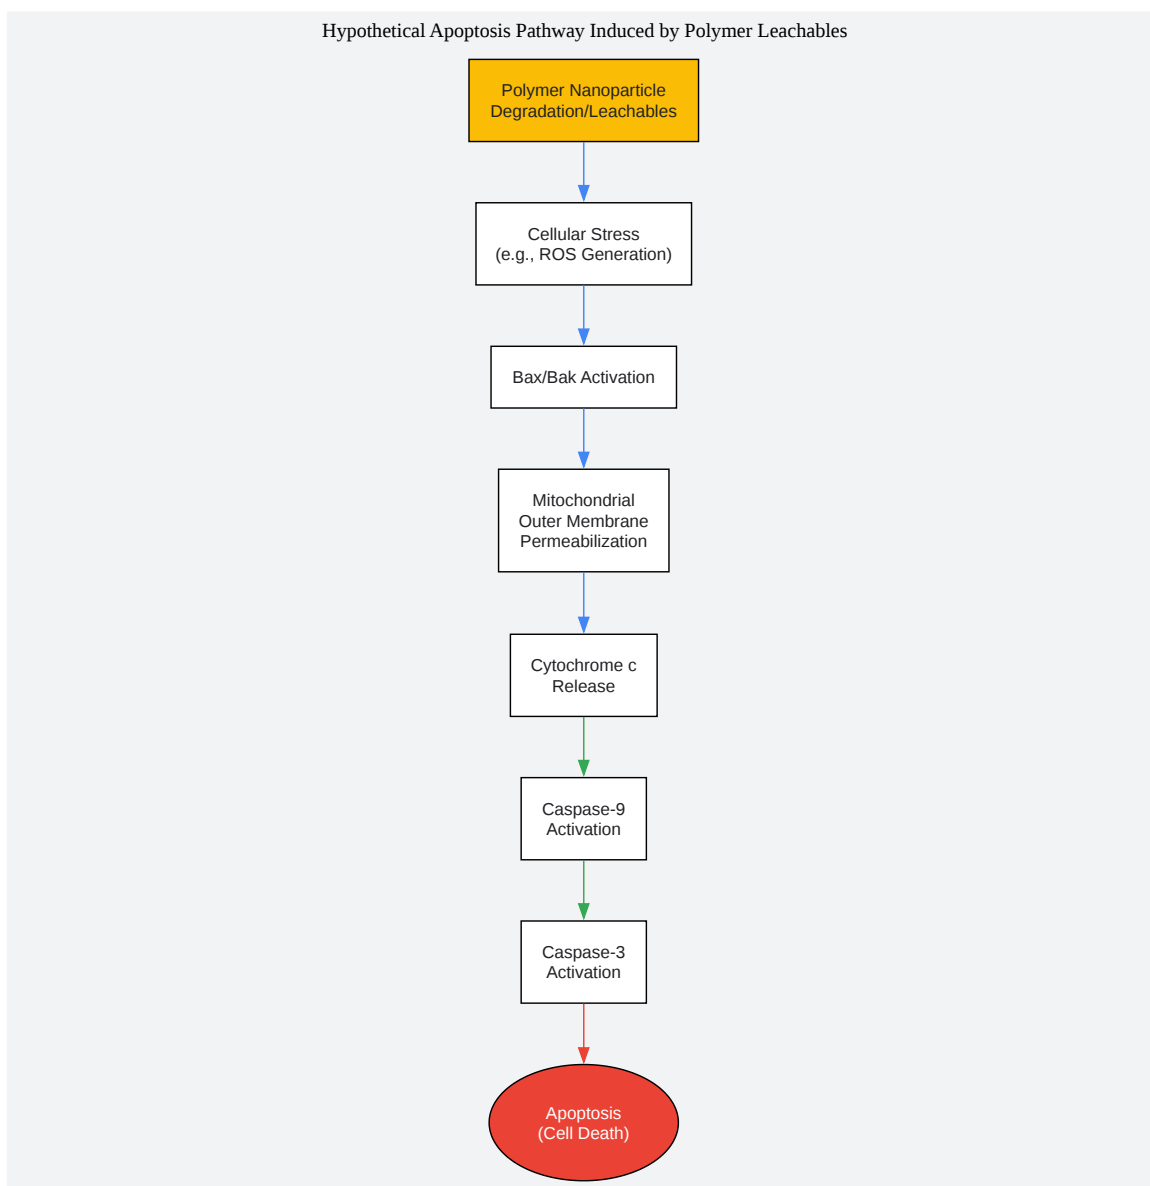 Hypothetical Apoptosis Pathway Induced by Polymer Leachables
Polymer Nanoparticle
Degradation/Leachables
Cellular Stress
(e.g., ROS Generation)
Bax/Bak Activation
Mitochondrial
Outer Membrane
Permeabilization
Cytochrome c
Release
Caspase-9
Activation
Caspase-3
Activation
Apoptosis
(Cell Death)